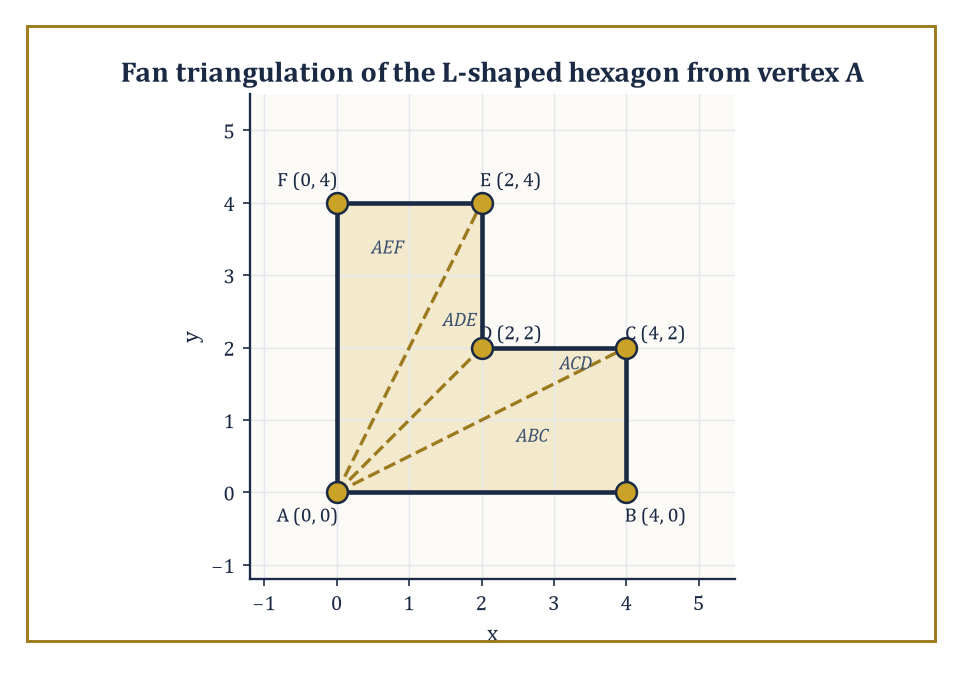 Fan triangulation of the L-shaped hexagon from vertex A
5
F (0, 4)
E (2, 4)
4
AEF
3
ADE
D (2, 2)
C (4, 2)
y
2
ACD
1
ABC
0
A (0, 0)
B (4, 0)
−1
−1 0 1 2 3 4 5
x